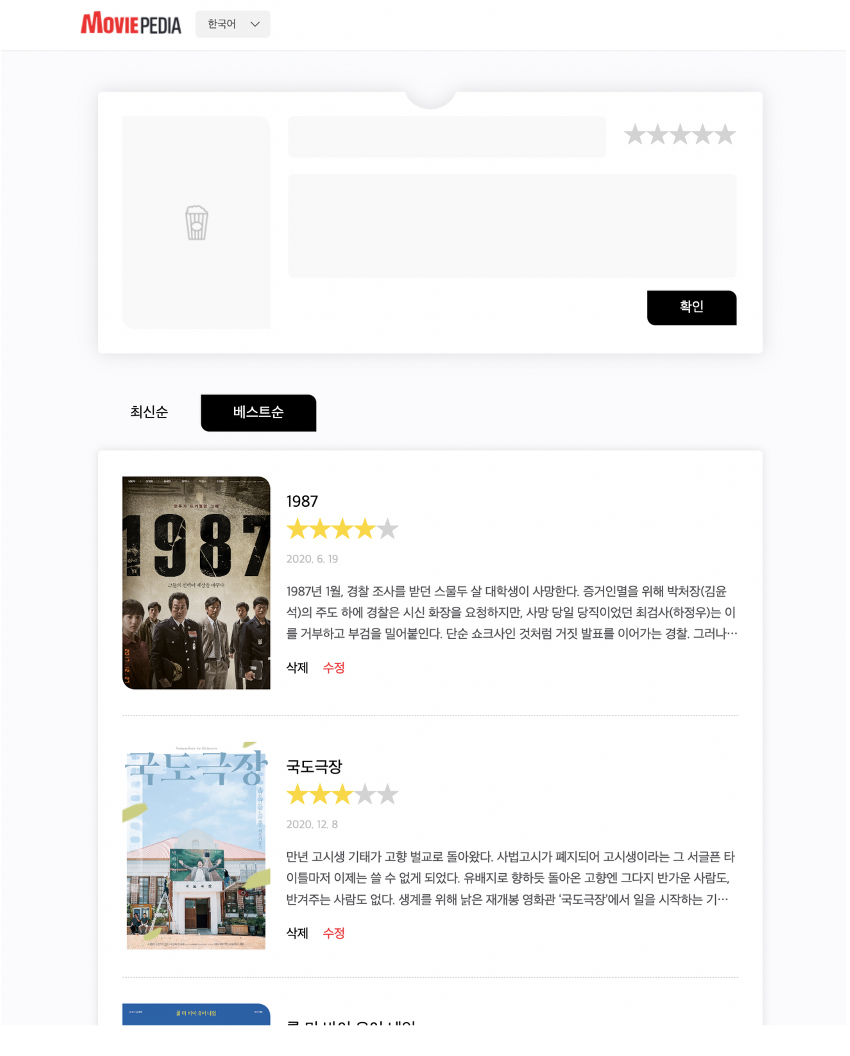 MOVIEPEDIA
한국어
확인
최신순
베스트순
1987
1987
2020. 6. 19
1987년 1월, 경찰 조사를 받던 스물두 살 대학생이 사망한다. 증거인멸을 위해 박처장(김윤
석)의 주도 하에 경찰은 시신 화장을 요청하지만, 사망 당일 당직이었던 최검사(하정우)는 이
를 거부하고 부검을 밀어붙인다. 단순 쇼크사인 것처럼 거짓 발표를 이어가는 경찰. 그러나…
삭제 수정
국도극장
국도극장
2020. 12. 8
만년 고시생 기태가 고향 벌교로 돌아왔다. 사법고시가 폐지되어 고시생이라는 그 서글픈 타
이틀마저 이제는 쓸 수 없게 되었다. 유배지로 향하듯 돌아온 고향엔 그다지 반가운 사람도,
반겨주는 사람도 없다. 생계를 위해 낡은 재개봉 영화관 '국도극장'에서 일을 시작하는 기…
삭제 수정